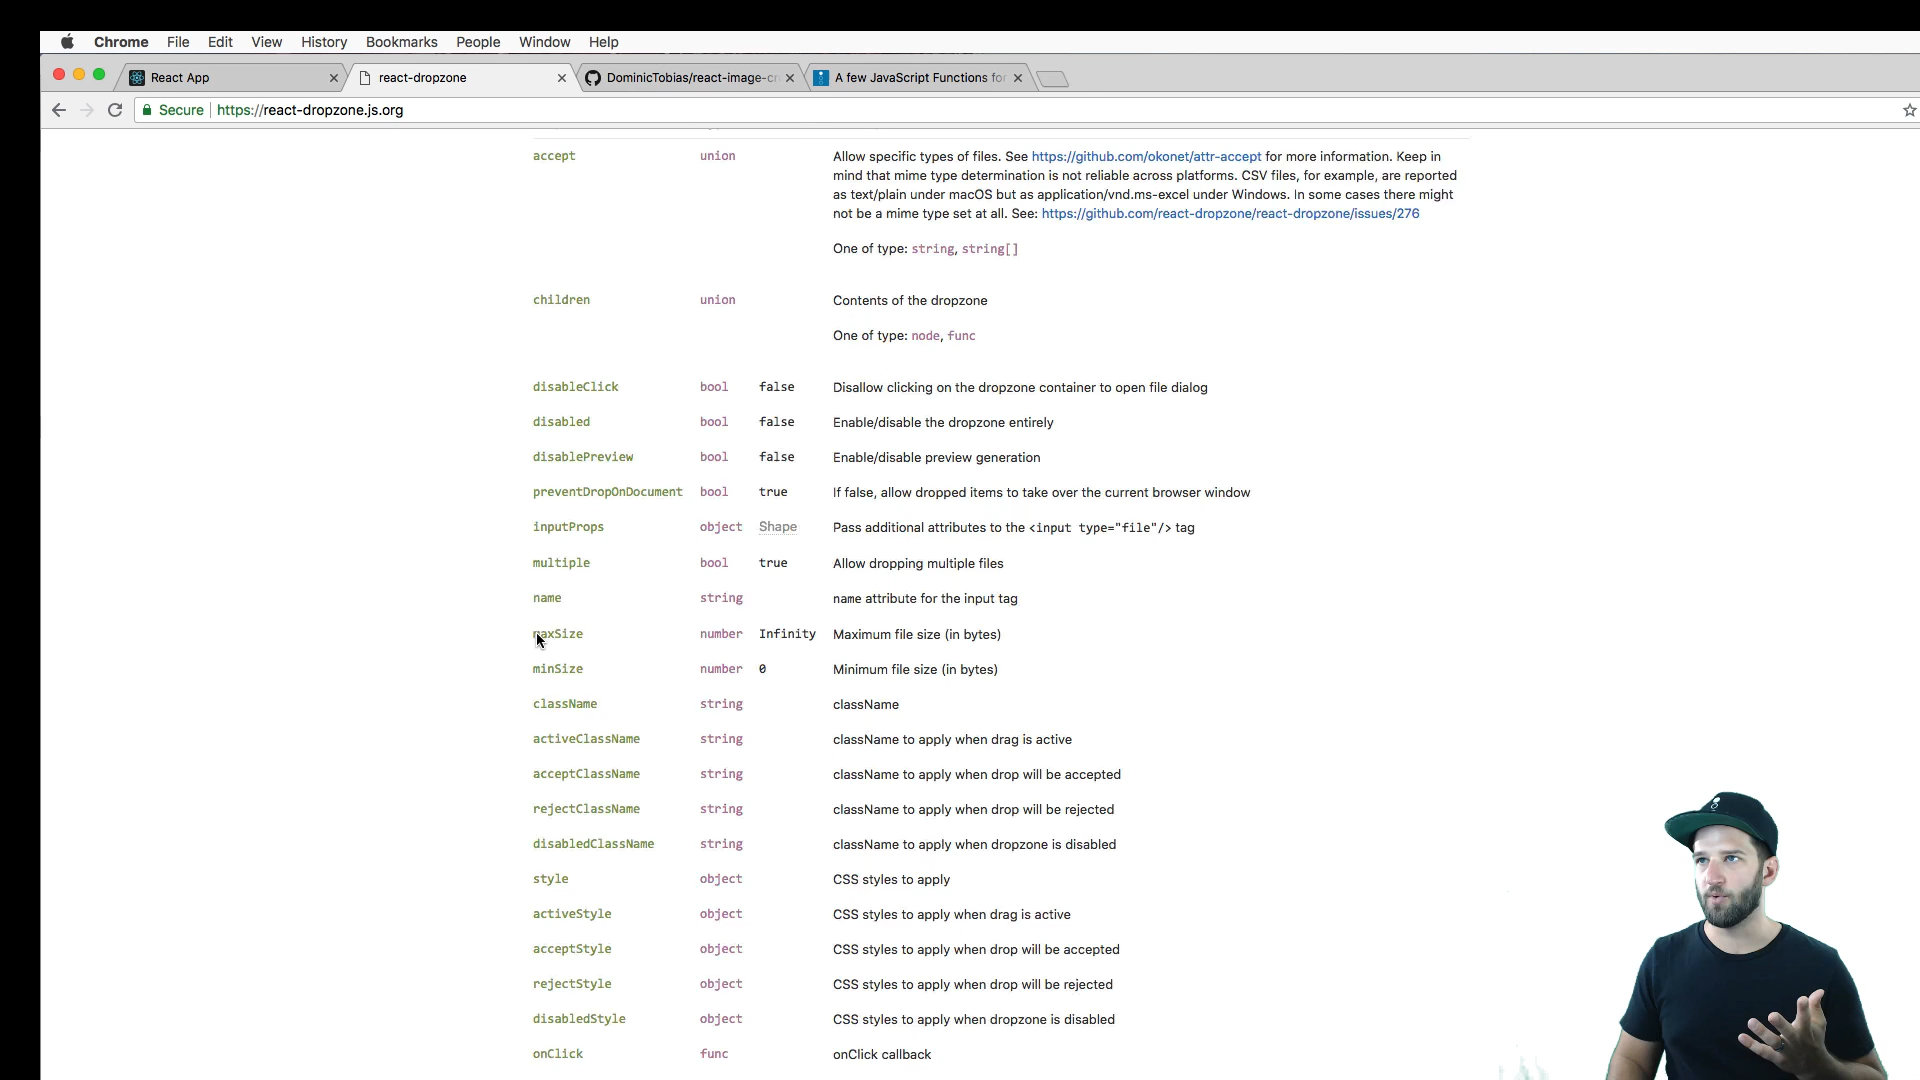 Chrome File Edit View History Bookmarks People Window Help
React App
react-dropzone
DominicTobias/react-image-cr
A few JavaScript Functions for
Secure https://react-dropzone.js.org
accept union Allow specific types of files. See https://github.com/okonet/attr-accept for more information. Keep in
mind that mime type determination is not reliable across platforms. CSV files, for example, are reported
as text/plain under macOS but as application/vnd.ms-excel under Windows. In some cases there might
not be a mime type set at all. See: https://github.com/react-dropzone/react-dropzone/issues/276
One of type: string, string[]
children union Contents of the dropzone
One of type: node, func
disableClick bool false Disallow clicking on the dropzone container to open file dialog
disabled bool false Enable/disable the dropzone entirely
disablePreview bool false Enable/disable preview generation
preventDropOnDocument bool true If false, allow dropped items to take over the current browser window
inputProps object Shape Pass additional attributes to the <input type="file"/> tag
multiple bool true Allow dropping multiple files
name string name attribute for the input tag
maxSize number Infinity Maximum file size (in bytes)
minSize number 0 Minimum file size (in bytes)
className string className
activeClassName string className to apply when drag is active
acceptClassName string className to apply when drop will be accepted
rejectClassName string className to apply when drop will be rejected
disabledClassName string className to apply when dropzone is disabled
style object CSS styles to apply
activeStyle object CSS styles to apply when drag is active
acceptStyle object CSS styles to apply when drop will be accepted
rejectStyle object CSS styles to apply when drop will be rejected
disabledStyle object CSS styles to apply when dropzone is disabled
onClick func onClick callback